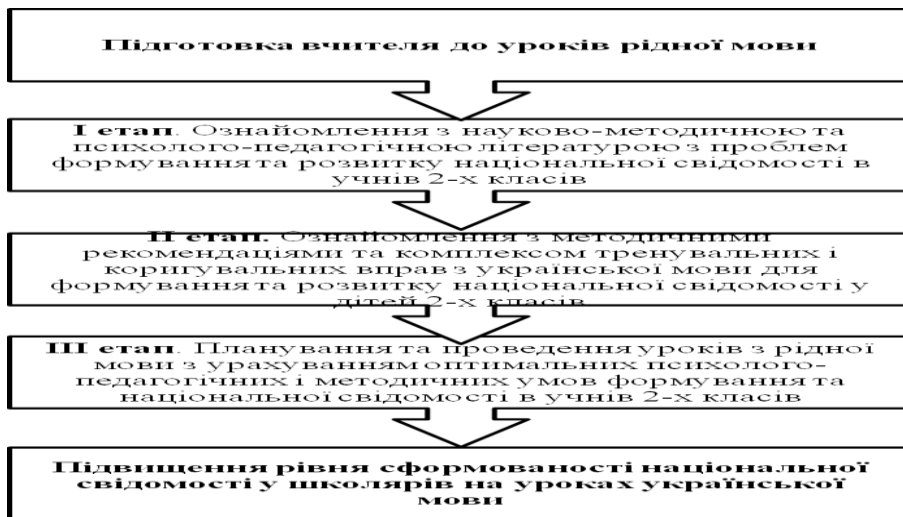 Підготовка вчителя до уроків рідної мови
І етап. Ознайомлення з науково-методичною та
психолого-педагогічною літературою з проблем
формування та розвитку національної свідомості в
учнів 2-х класів
ІІ етап. Ознайомлення з методичними
рекомендаціями та комплексом тренувальних і
коригувальних вправ з української мови для
формування та розвитку національної свідомості у
дітей 2-х класів
ІІІ етап. Планування та проведення уроків з рідної
мови з урахуванням оптимальних психолого-
педагогічних і методичних умов формування та
національної свідомості в учнів 2-х класів
Підвищення рівня сформованості національної
свідомості у школярів на уроках української
мови